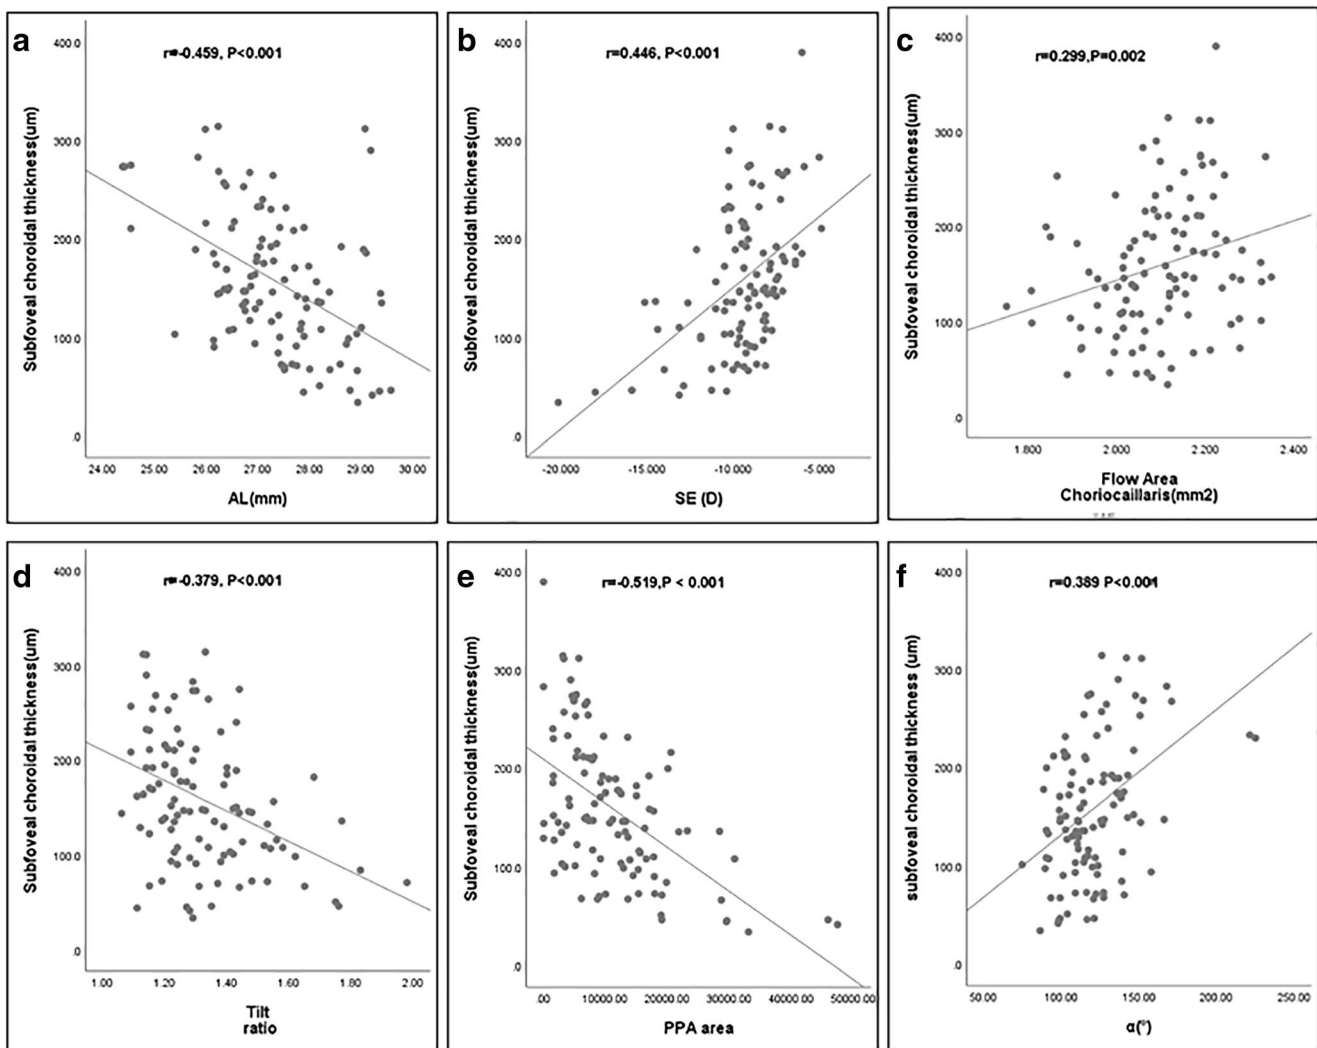 a
r=-0.459, P<0.001
Subfoveal choroidal thickness(um)
400.0
300.0
200.0
100.0
.0
24.00 25.00 26.00 27.00 28.00 29.00 30.00
AL(mm)
b
r=0.446, P<0.001
Subfoveal choroidal thickness(um)
400.0
300.0
200.0
100.0
.0
-20.000 -15.000 -10.000 -5.000
SE (D)
c
r=0.299,P=0.002
Subfoveal choroidal thickness(um)
400.0
300.0
200.0
100.0
.0
1.800 2.000 2.200 2.400
Flow Area
Choriocaillaris(mm2)
d
r=-0.379, P<0.001
Subfoveal choroidal thickness(um)
400.0
300.0
200.0
100.0
.0
1.00 1.20 1.40 1.60 1.80 2.00
Tilt
ratio
e
r=-0.519,P < 0.001
Subfoveal choroidal thickness(um)
400.0
300.0
200.0
100.0
.0
.00 10000.00 20000.00 30000.00 40000.00 50000.00
PPA area
f
r=0.389 P<0.001
subfoveal choroidal thickness (um)
400.0
300.0
200.0
100.0
.0
50.00 100.00 150.00 200.00 250.00
α(°)